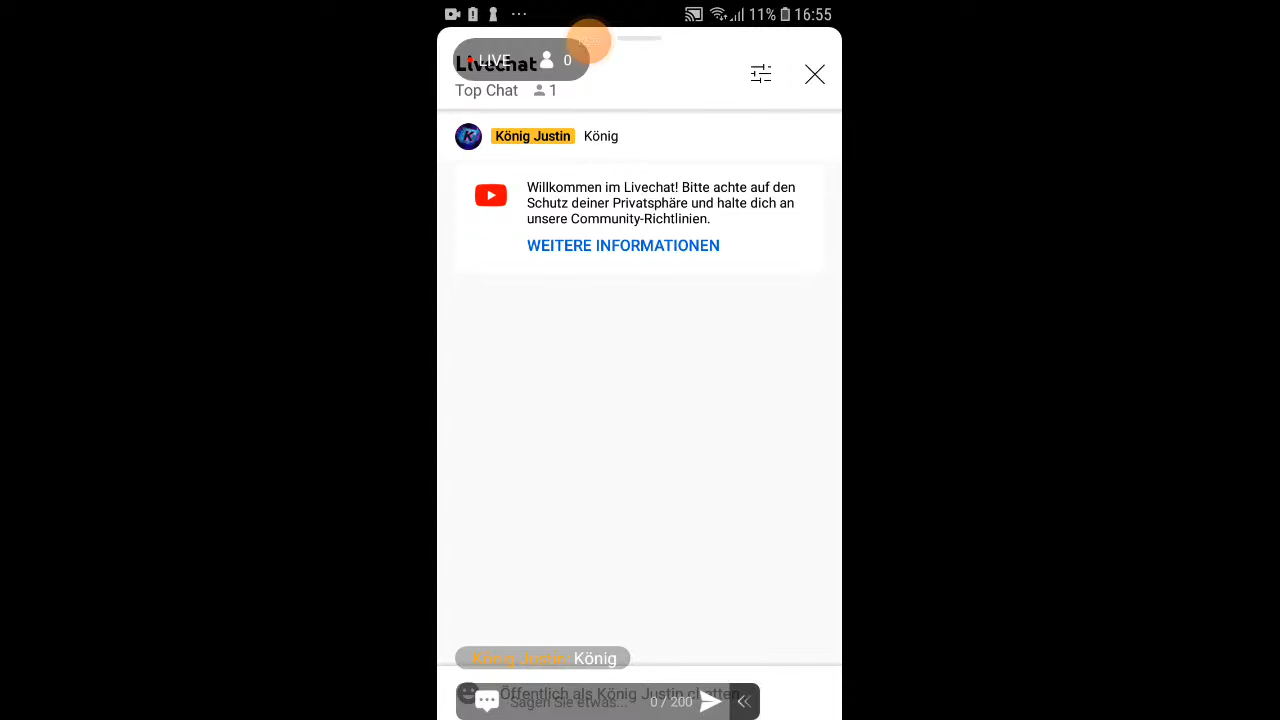 11% 16:55
LIVE 0
Livechat
Top Chat 1
König Justin König
Willkommen im Livechat! Bitte achte auf den
Schutz deiner Privatsphäre und halte dich an
unsere Community-Richtlinien.
WEITERE INFORMATIONEN
König Justin: König
Öffentlich als König Justin chatten...
Sagen Sie etwas... 0 / 200